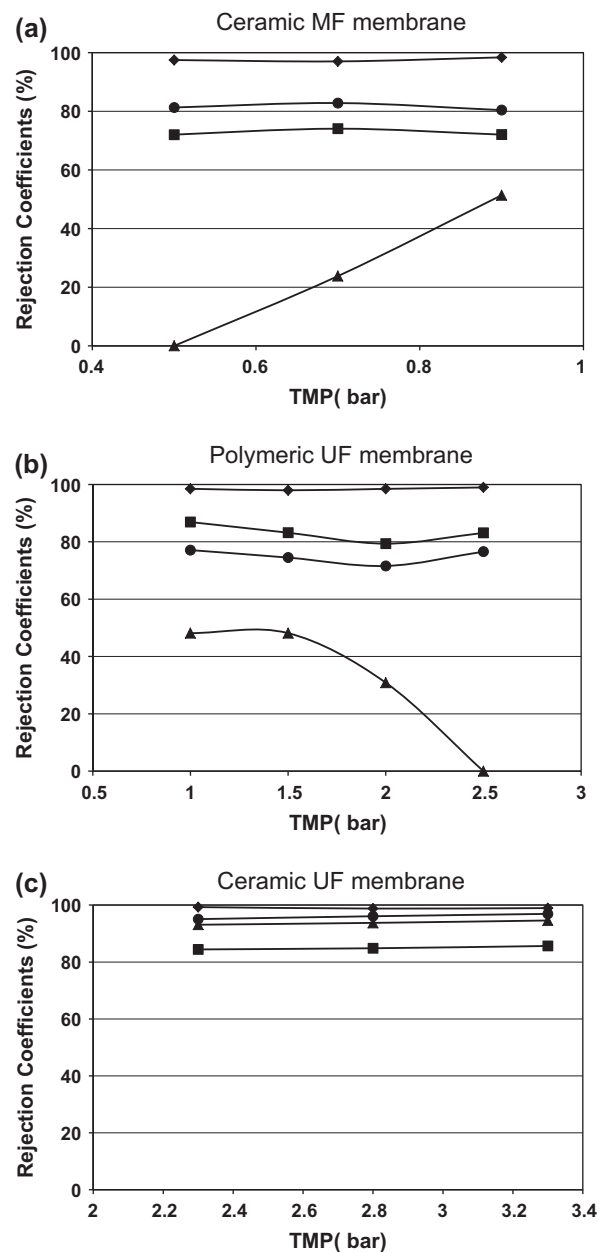 (a)
Ceramic MF membrane
Rejection Coefficients (%)
100
80
60
40
20
0
0.4 0.6 0.8 1
TMP( bar)
(b)
Polymeric UF membrane
Rejection Coefficients (%)
100
80
60
40
20
0
0.5 1 1.5 2 2.5 3
TMP( bar)
(c)
Ceramic UF membrane
Rejection Coefficients (%)
100
80
60
40
20
0
2 2.2 2.4 2.6 2.8 3 3.2 3.4
TMP( bar)